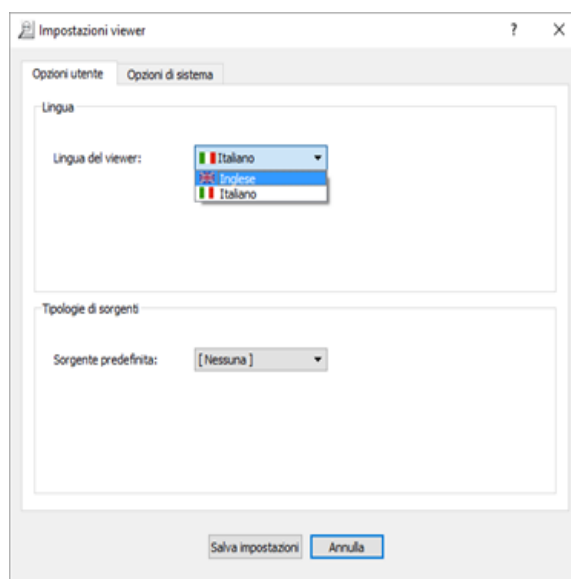 Impostazioni viewer
Opzioni utente
Opzioni di sistema
Lingua
Lingua del viewer:
Italiano
Inglese
Italiano
Tipologie di sorgenti
Sorgente predefinita:
[ Nessuna ]
Salva impostazioni
Annulla